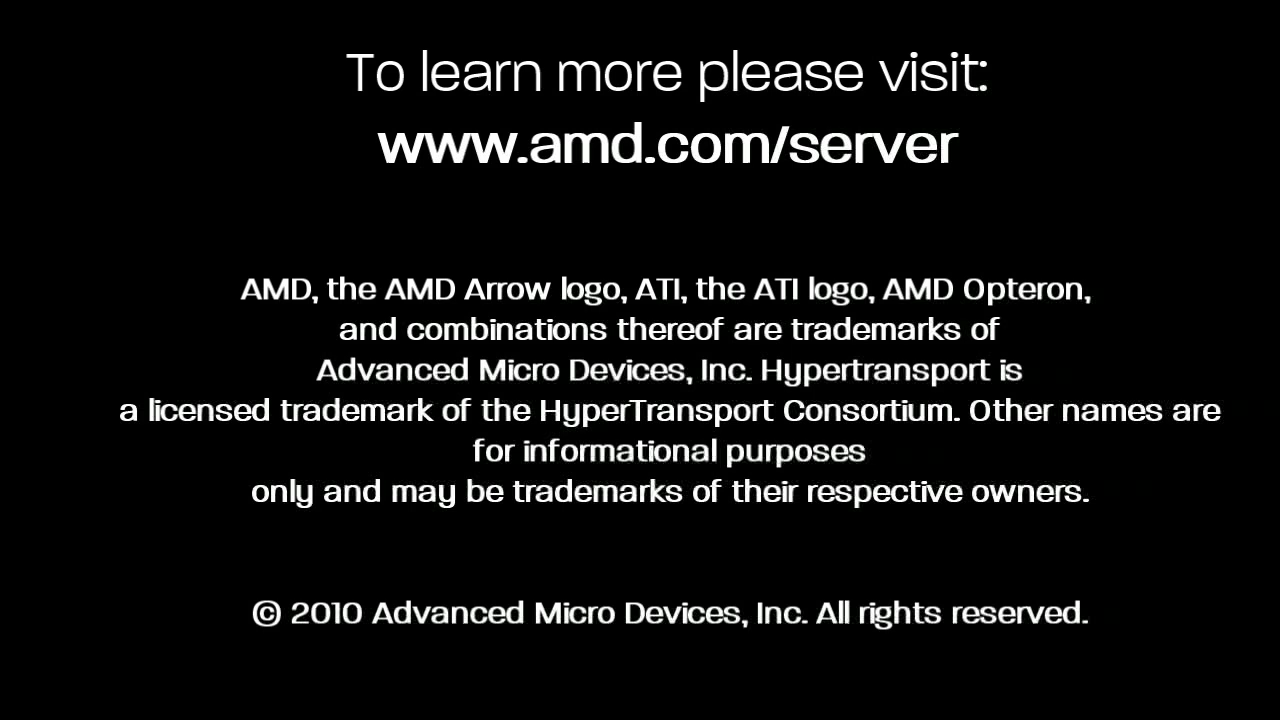 To learn more please visit:
www.amd.com/server
AMD, the AMD Arrow logo, ATI, the ATI logo, AMD Opteron,
and combinations thereof are trademarks of
Advanced Micro Devices, Inc. Hypertransport is
a licensed trademark of the HyperTransport Consortium. Other names are
for informational purposes
only and may be trademarks of their respective owners.
© 2010 Advanced Micro Devices, Inc. All rights reserved.